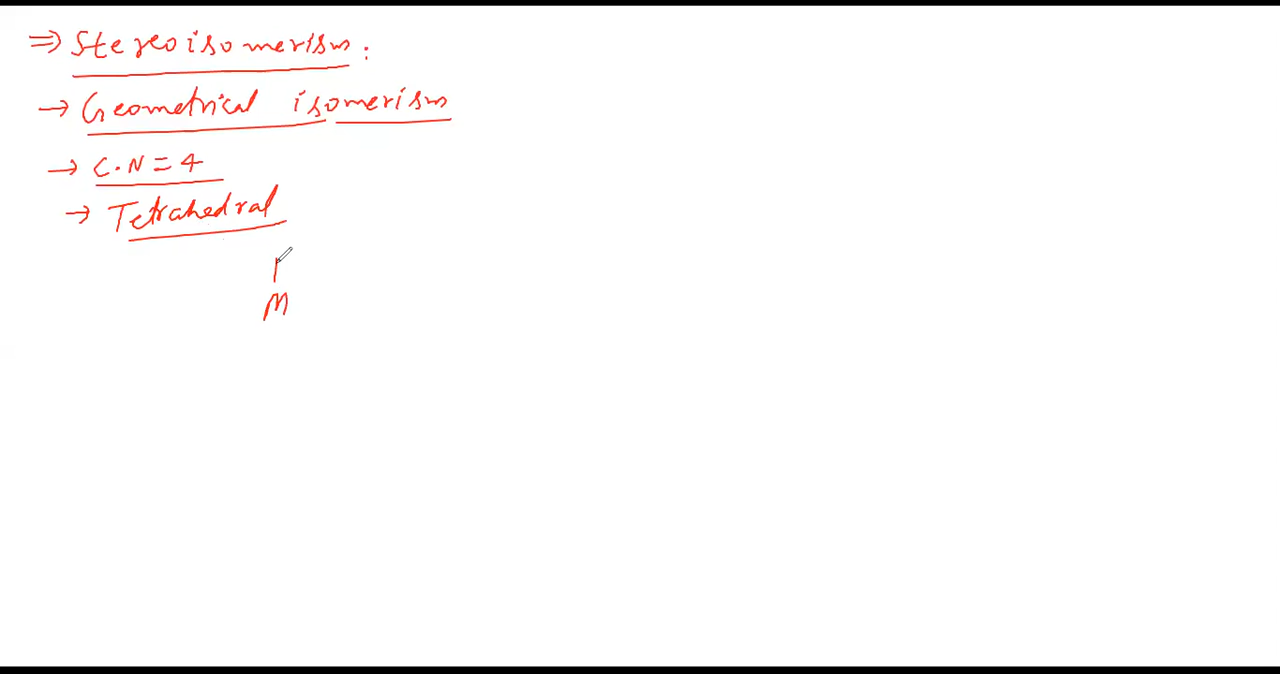 ⇒ Stereoisomerism :
→ Geometrical isomerism
→ C.N = 4
→ Tetrahedral
M